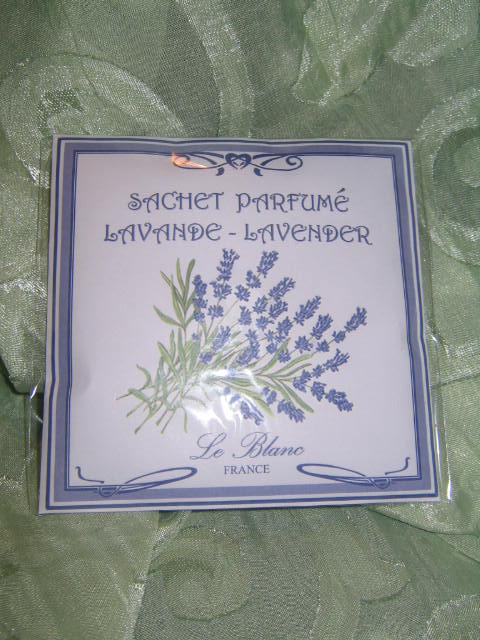 SACHET PARFUMÉ
LAVANDE - LAVENDER
Le Blanc
FRANCE